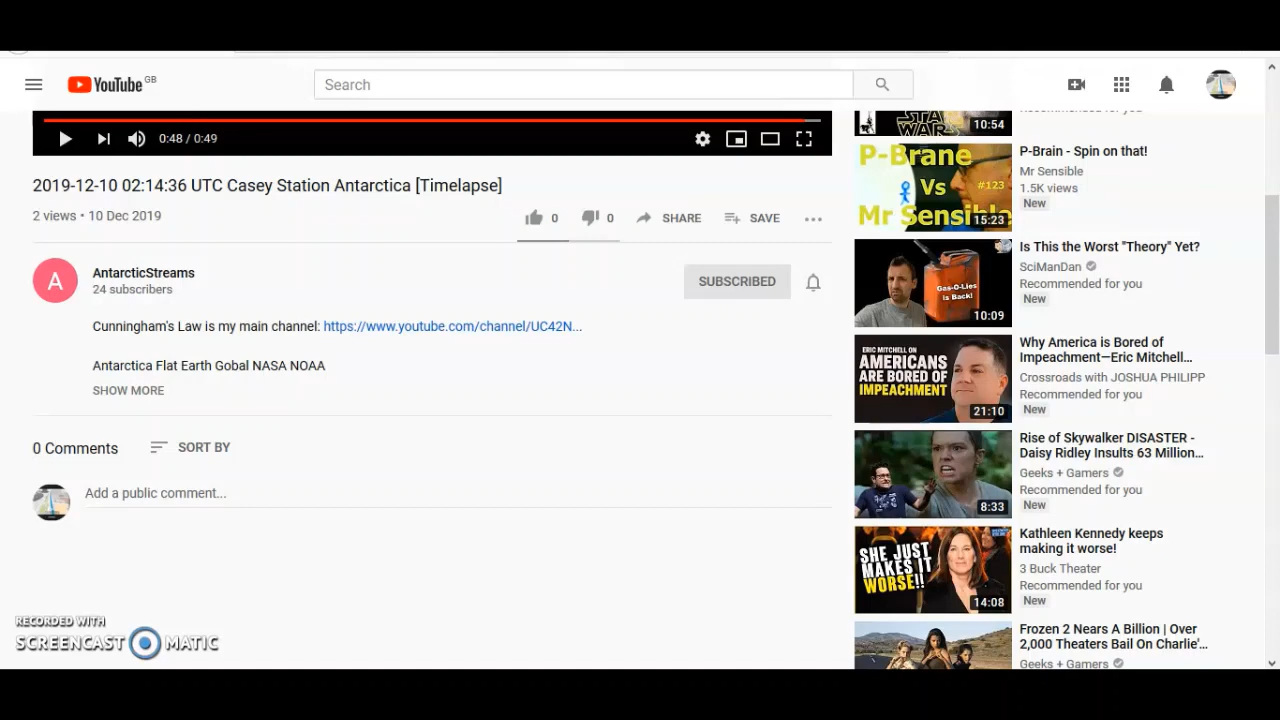 YouTube GB
Search
0:48 / 0:49
2019-12-10 02:14:36 UTC Casey Station Antarctica [Timelapse]
2 views • 10 Dec 2019
0
0
SHARE
SAVE
A
AntarcticStreams
24 subscribers
SUBSCRIBED
Cunningham's Law is my main channel: https://www.youtube.com/channel/UC42N...
Antarctica Flat Earth Gobal NASA NOAA
SHOW MORE
0 Comments
SORT BY
Add a public comment...
RECORDED WITH
SCREENCAST MATIC
STAR
WARS
10:54
Recommended for you
P-Brane
Vs
Mr Sensible
#123
15:23
P-Brain - Spin on that!
Mr Sensible
1.5K views
New
Gas-O-Lies
is Back!
10:09
Is This the Worst "Theory" Yet?
SciManDan
Recommended for you
New
ERIC MITCHELL ON
AMERICANS
ARE BORED OF
IMPEACHMENT
21:10
Why America is Bored of
Impeachment—Eric Mitchell...
Crossroads with JOSHUA PHILIPP
Recommended for you
New
8:33
Rise of Skywalker DISASTER -
Daisy Ridley Insults 63 Million...
Geeks + Gamers
Recommended for you
New
SHE JUST
MAKES IT
WORSE!!
14:08
Kathleen Kennedy keeps
making it worse!
3 Buck Theater
Recommended for you
New
Frozen 2 Nears A Billion | Over
2,000 Theaters Bail On Charlie'...
Geeks + Gamers